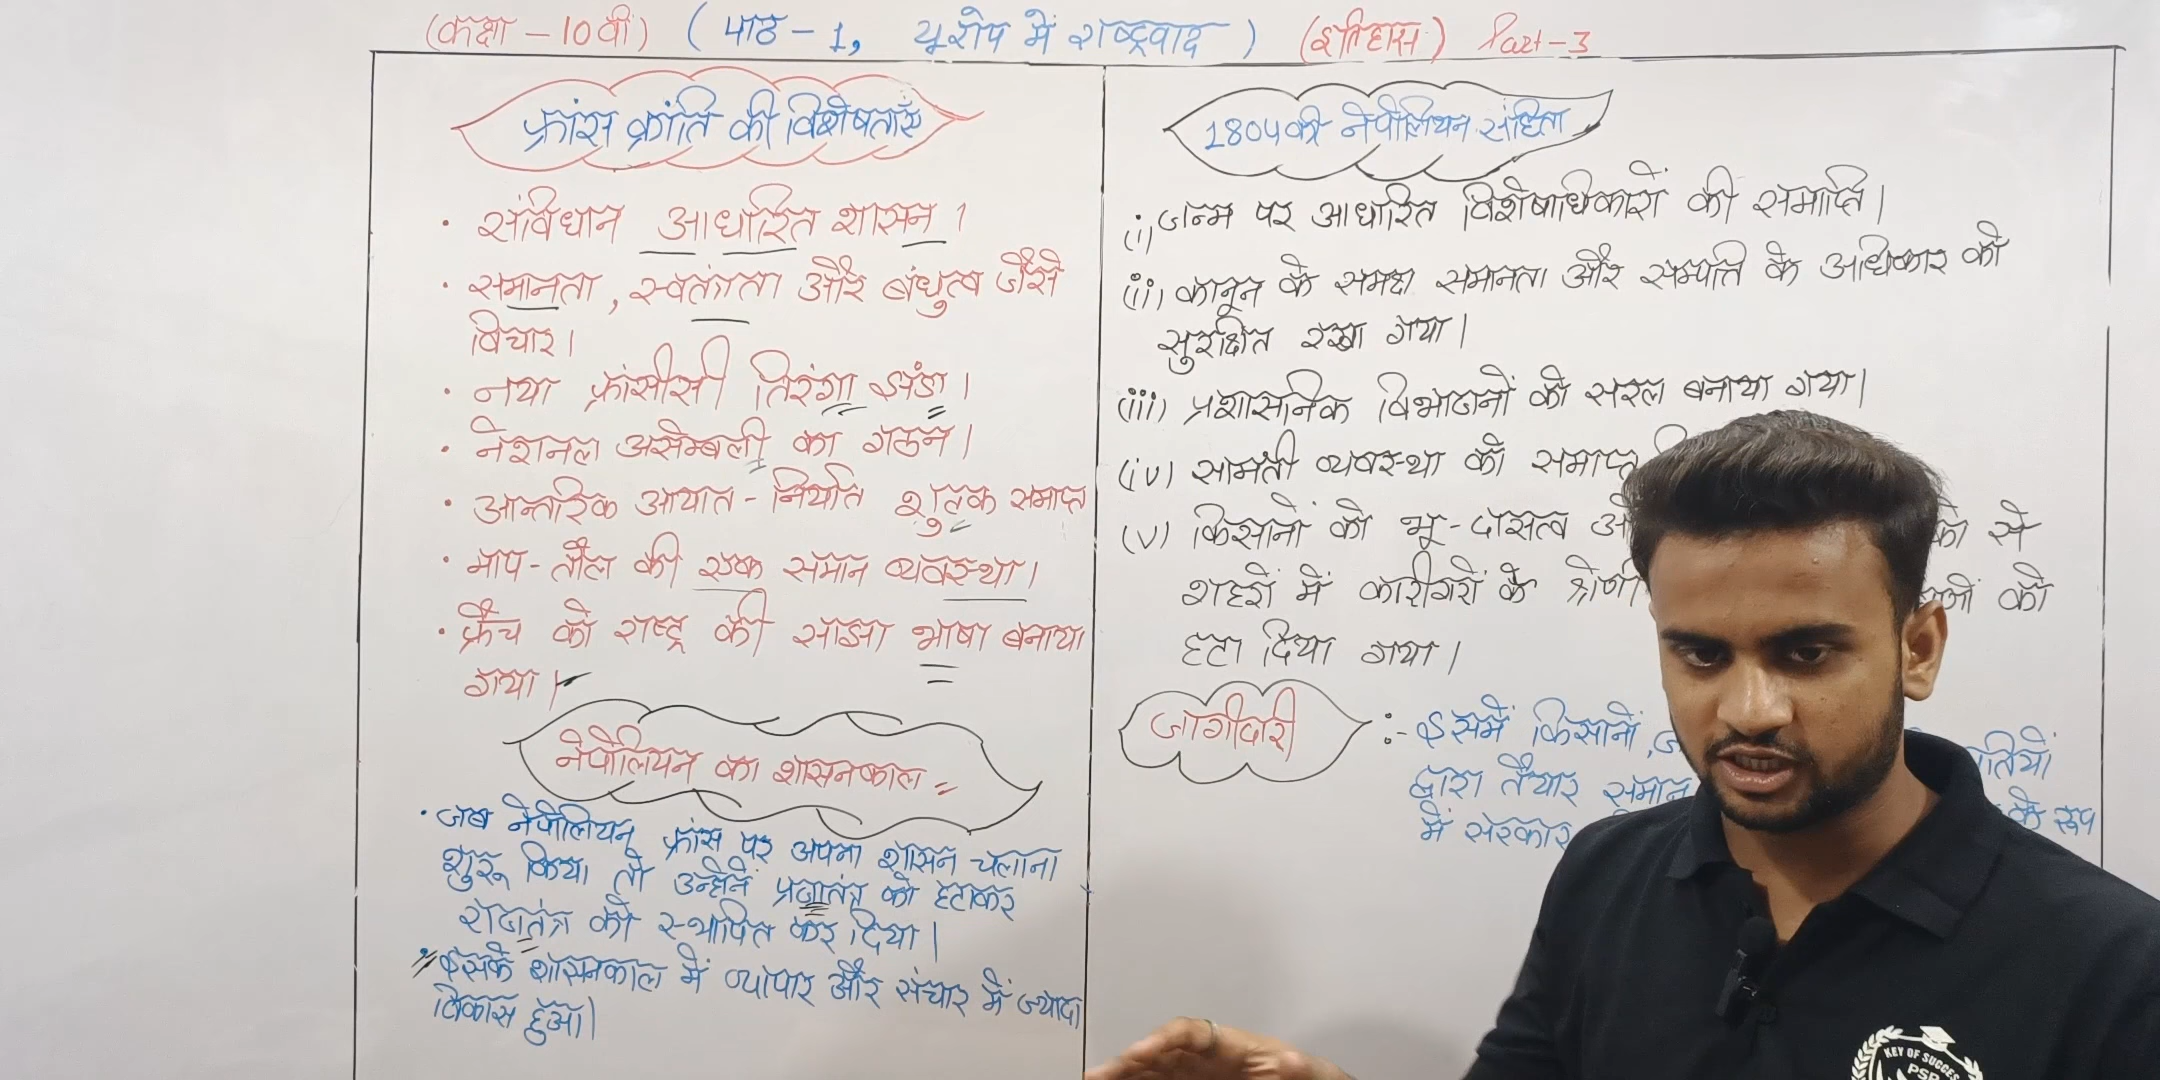 (कक्षा - 10वी) ( पाठ - 1, यूरोप में राष्ट्रवाद ) (इतिहास) Part-3
फ्रांस क्रांति की विशेषताएँ
• संविधान आधारित शासन ।
• समानता, स्वतंत्रता और बंधुत्व जैसे
विचार।
• नया फ्रांसीसी तिरंगा झंडा।
• नेशनल असेम्बली का गठन।
• आन्तरिक आयात-निर्यात शुल्क समाप्त
• माप-तौल की एक समान व्यवस्था।
• फ्रेंच को राष्ट्र की साझा भाषा बनाया
गया।
नेपोलियन का शासनकाल =
• जब नेपोलियन फ्रांस पर अपना शासन चलाना
शुरू किया तो उन्होंने प्रजातंत्र को हटाकर
राजतंत्र को स्थापित कर दिया।
• इसके शासनकाल में व्यापार और संचार में ज्यादा
विकास हुआ।
1804 की नेपोलियन संहिता
(i) जन्म पर आधारित विशेषाधिकारों की समाप्ति।
(ii) कानून के समक्ष समानता और सम्पति के अधिकार को
सुरक्षित रखा गया।
(iii) प्रशासनिक विभाजनों को सरल बनाया गया।
(iv) सामंती व्यवस्था को समाप्त
(v) किसानों को भू-दासत्व से
शहरों में कारीगरों के को
हटा दिया गया।
जागीदारी :- इसमें किसानों,
द्वारा तैयार समान के रूप
में सरकार
KEY OF SUCCESS